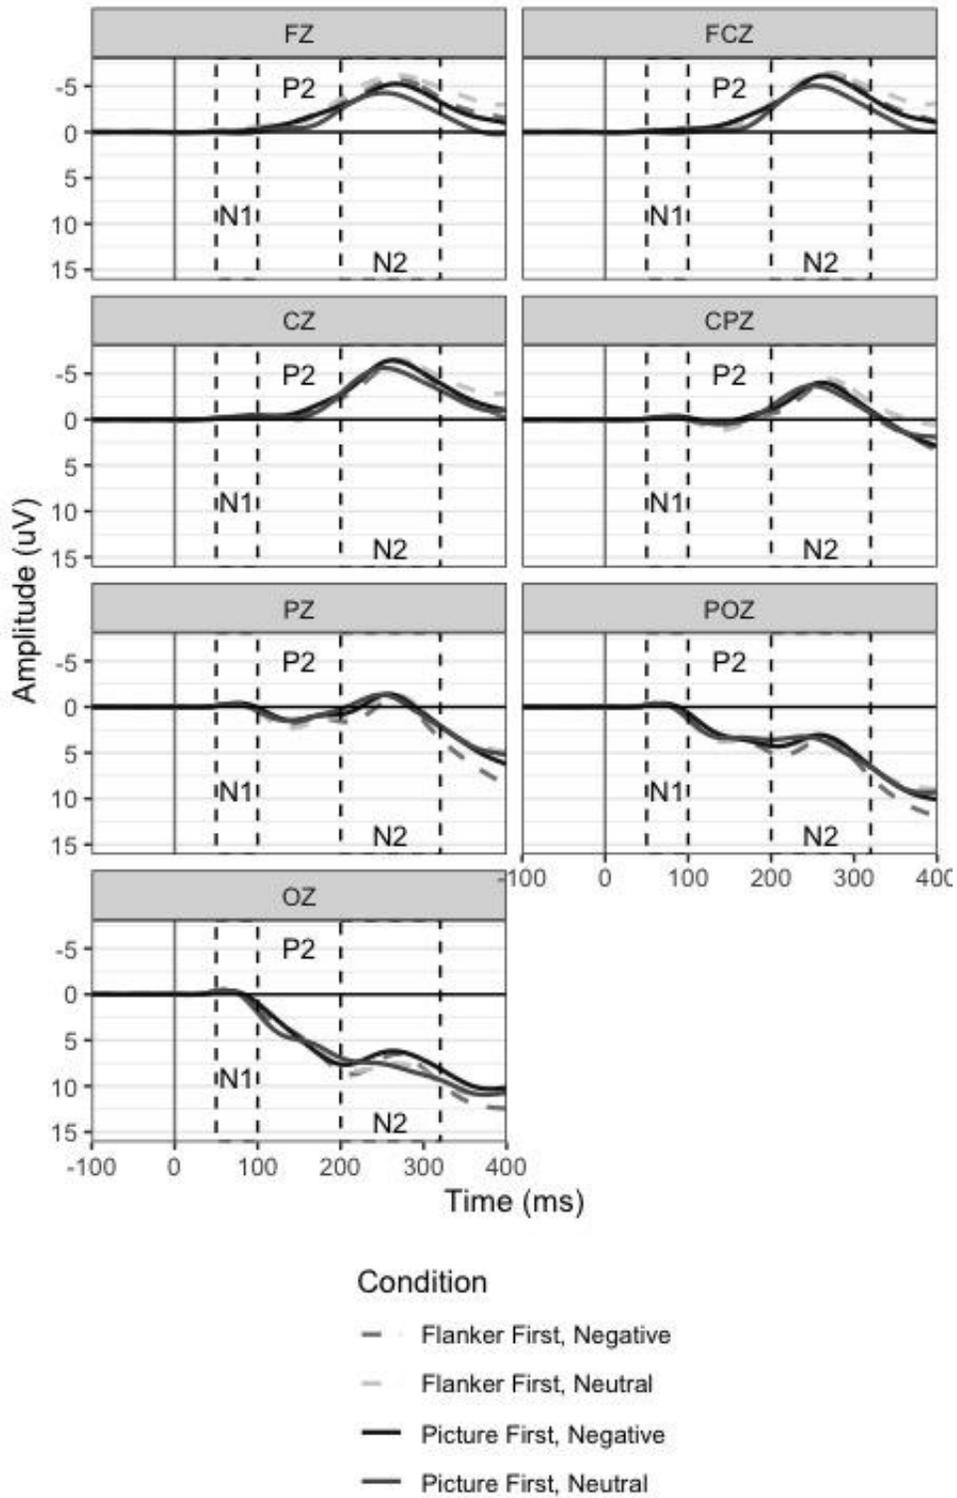 FZ
FCZ
-5
P2
P2
0
5
10
N1
N1
15
N2
N2
CZ
CPZ
-5
P2
P2
0
5
10
N1
N1
15
N2
N2
Amplitude (uV)
PZ
POZ
-5
P2
P2
0
5
10
N1
N1
15
N2
N2
-100 0 100 200 300 400
OZ
-5
P2
0
5
10
N1
15
N2
-100 0 100 200 300 400
Time (ms)
Condition
Flanker First, Negative
Flanker First, Neutral
Picture First, Negative
Picture First, Neutral